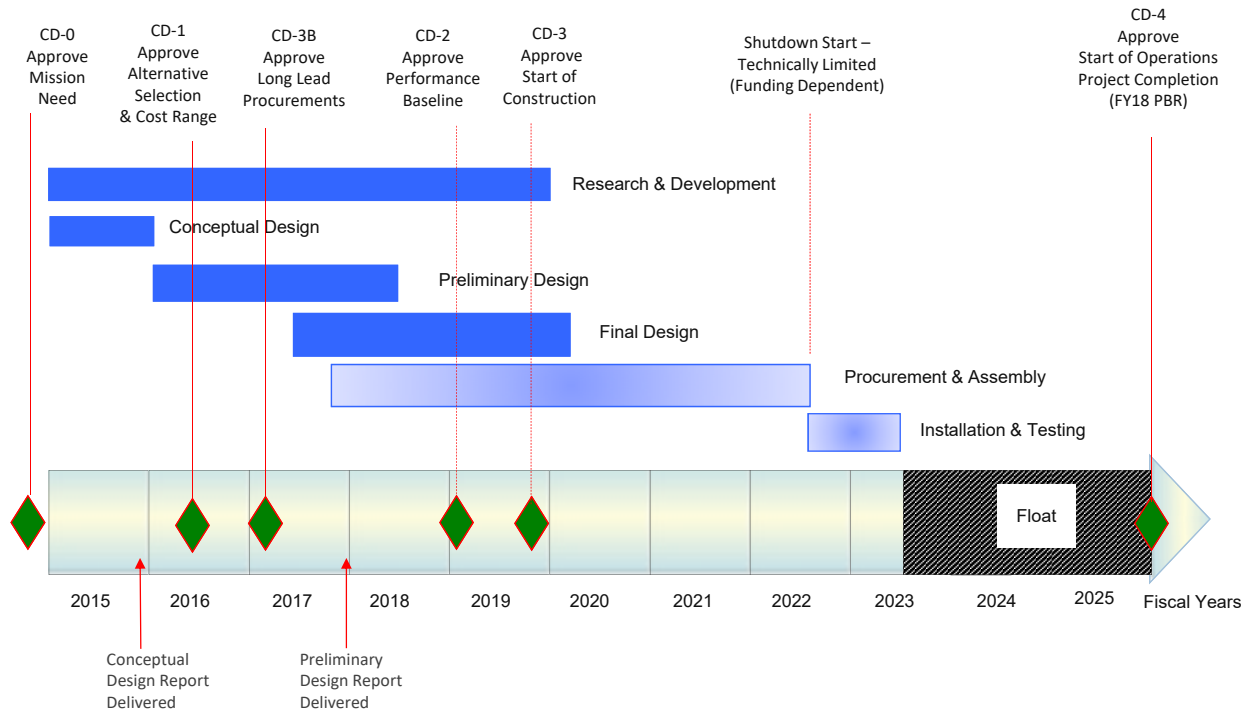 CD-0
Approve
Mission
Need
CD-1
Approve
Alternative
Selection
& Cost Range
CD-3B
Approve
Long Lead
Procurements
CD-2
Approve
Performance
Baseline
CD-3
Approve
Start of
Construction
Shutdown Start –
Technically Limited
(Funding Dependent)
CD-4
Approve
Start of Operations
Project Completion
(FY18 PBR)
Research & Development
Conceptual Design
Preliminary Design
Final Design
Procurement & Assembly
Installation & Testing
Float
2015 2016 2017 2018 2019 2020 2021 2022 2023 2024 2025 Fiscal Years
Conceptual
Design Report
Delivered
Preliminary
Design Report
Delivered